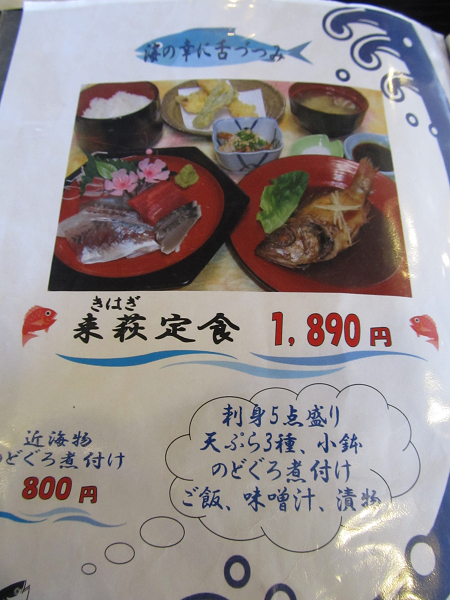 海の幸に舌づつみ
きはぎ
来萩定食 1,890円
刺身5点盛り
天ぷら3種、小鉢
のどぐろ煮付け
ご飯、味噌汁、漬物
近海物
のどぐろ煮付け
800円